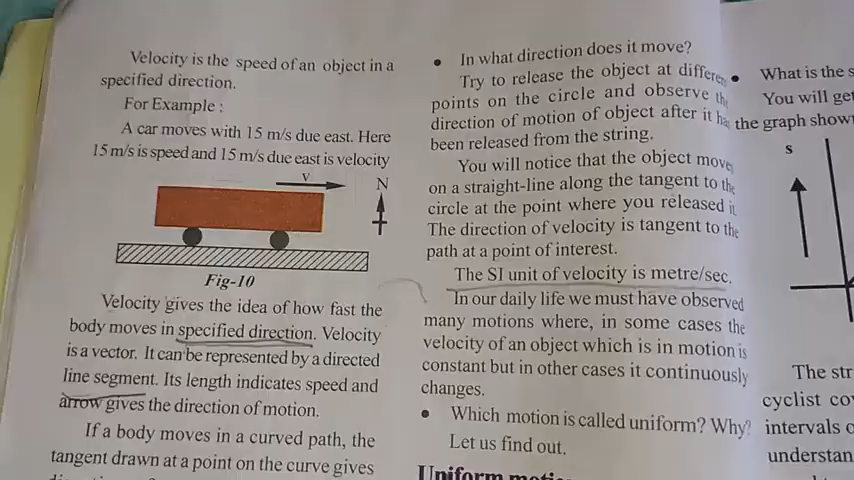 Velocity is the speed of an object in a
specified direction.
For Example :
A car moves with 15 m/s due east. Here
15 m/s is speed and 15 m/s due east is velocity
v
N
Fig-10
Velocity gives the idea of how fast the
body moves in specified direction. Velocity
is a vector. It can be represented by a directed
line segment. Its length indicates speed and
arrow gives the direction of motion.
If a body moves in a curved path, the
tangent drawn at a point on the curve gives
• In what direction does it move?
Try to release the object at
points on the circle and observe
direction of motion of object after it
been released from the string.
You will notice that the object
on a straight-line along the tangent to the
circle at the point where you released
The direction of velocity is tangent to the
path at a point of interest.
The SI unit of velocity is metre/sec.
In our daily life we must have observed
many motions where, in some cases the
velocity of an object which is in motion is
constant but in other cases it continuously
changes.
• Which motion is called uniform? Why?
Let us find out.
Uniform
• What is the
You will get
the graph
s
The
cyclist
intervals